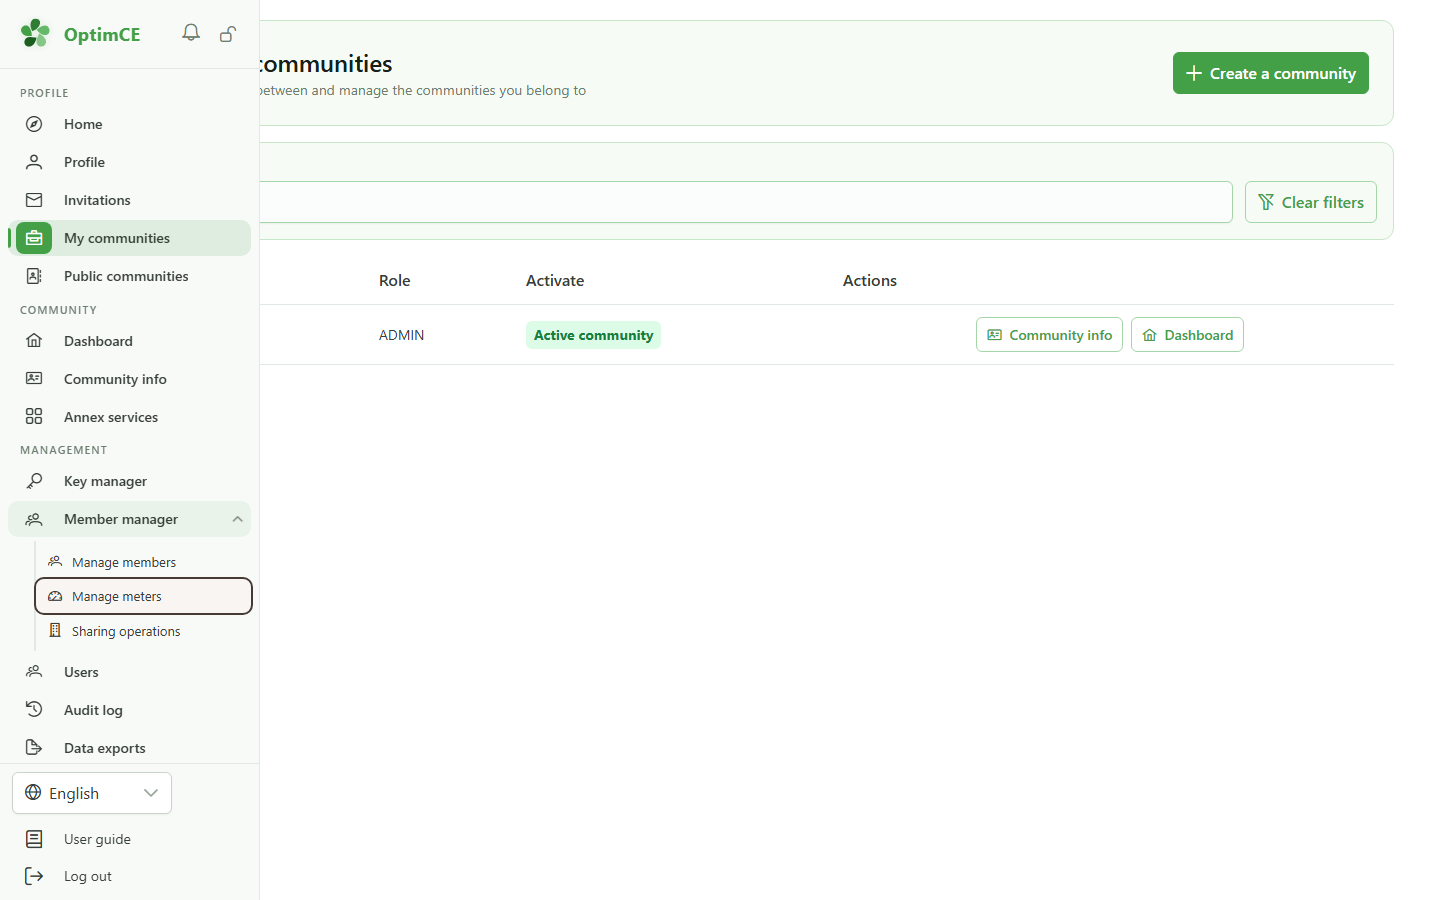 OptimCE
PROFILE
Home
Profile
Invitations
My communities
Public communities
COMMUNITY
Dashboard
Community info
Annex services
MANAGEMENT
Key manager
Member manager
Manage members
Manage meters
Sharing operations
Users
Audit log
Data exports
English
User guide
Log out
communities
between and manage the communities you belong to
Create a community
Clear filters
Role Activate Actions
ADMIN Active community Community info Dashboard